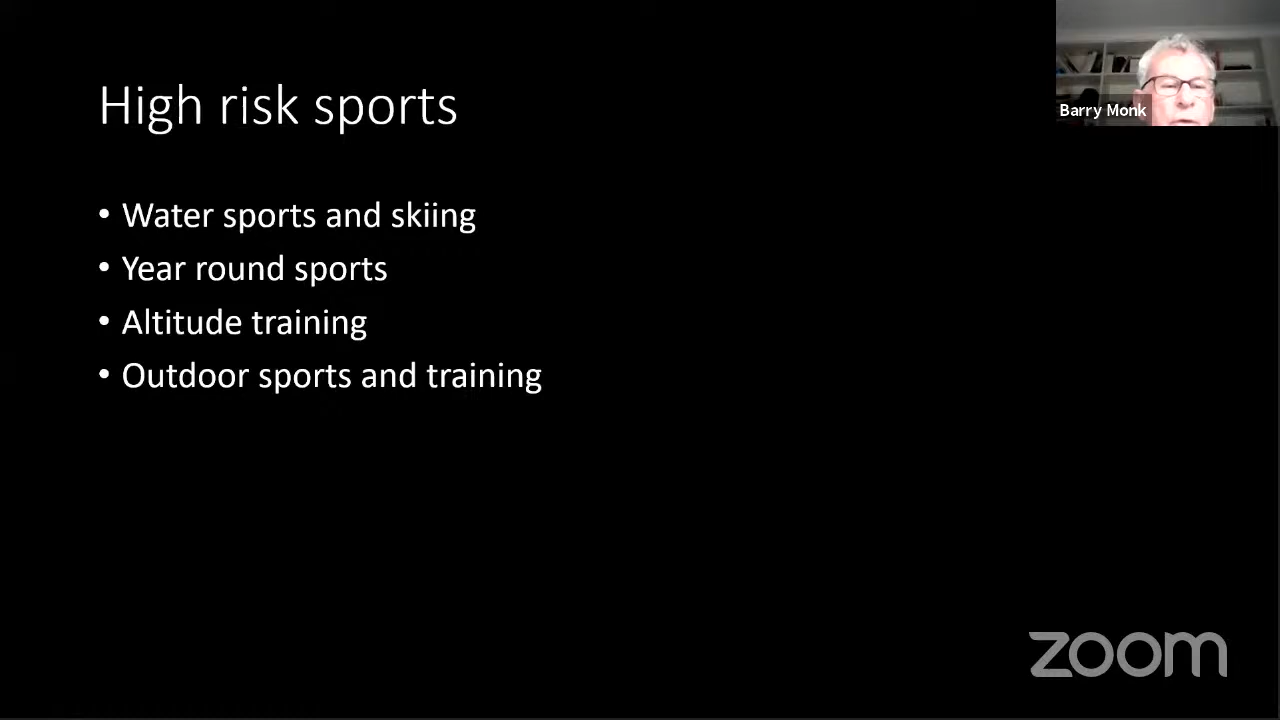 High risk sports
Barry Monk
• Water sports and skiing
• Year round sports
• Altitude training
• Outdoor sports and training
zoom